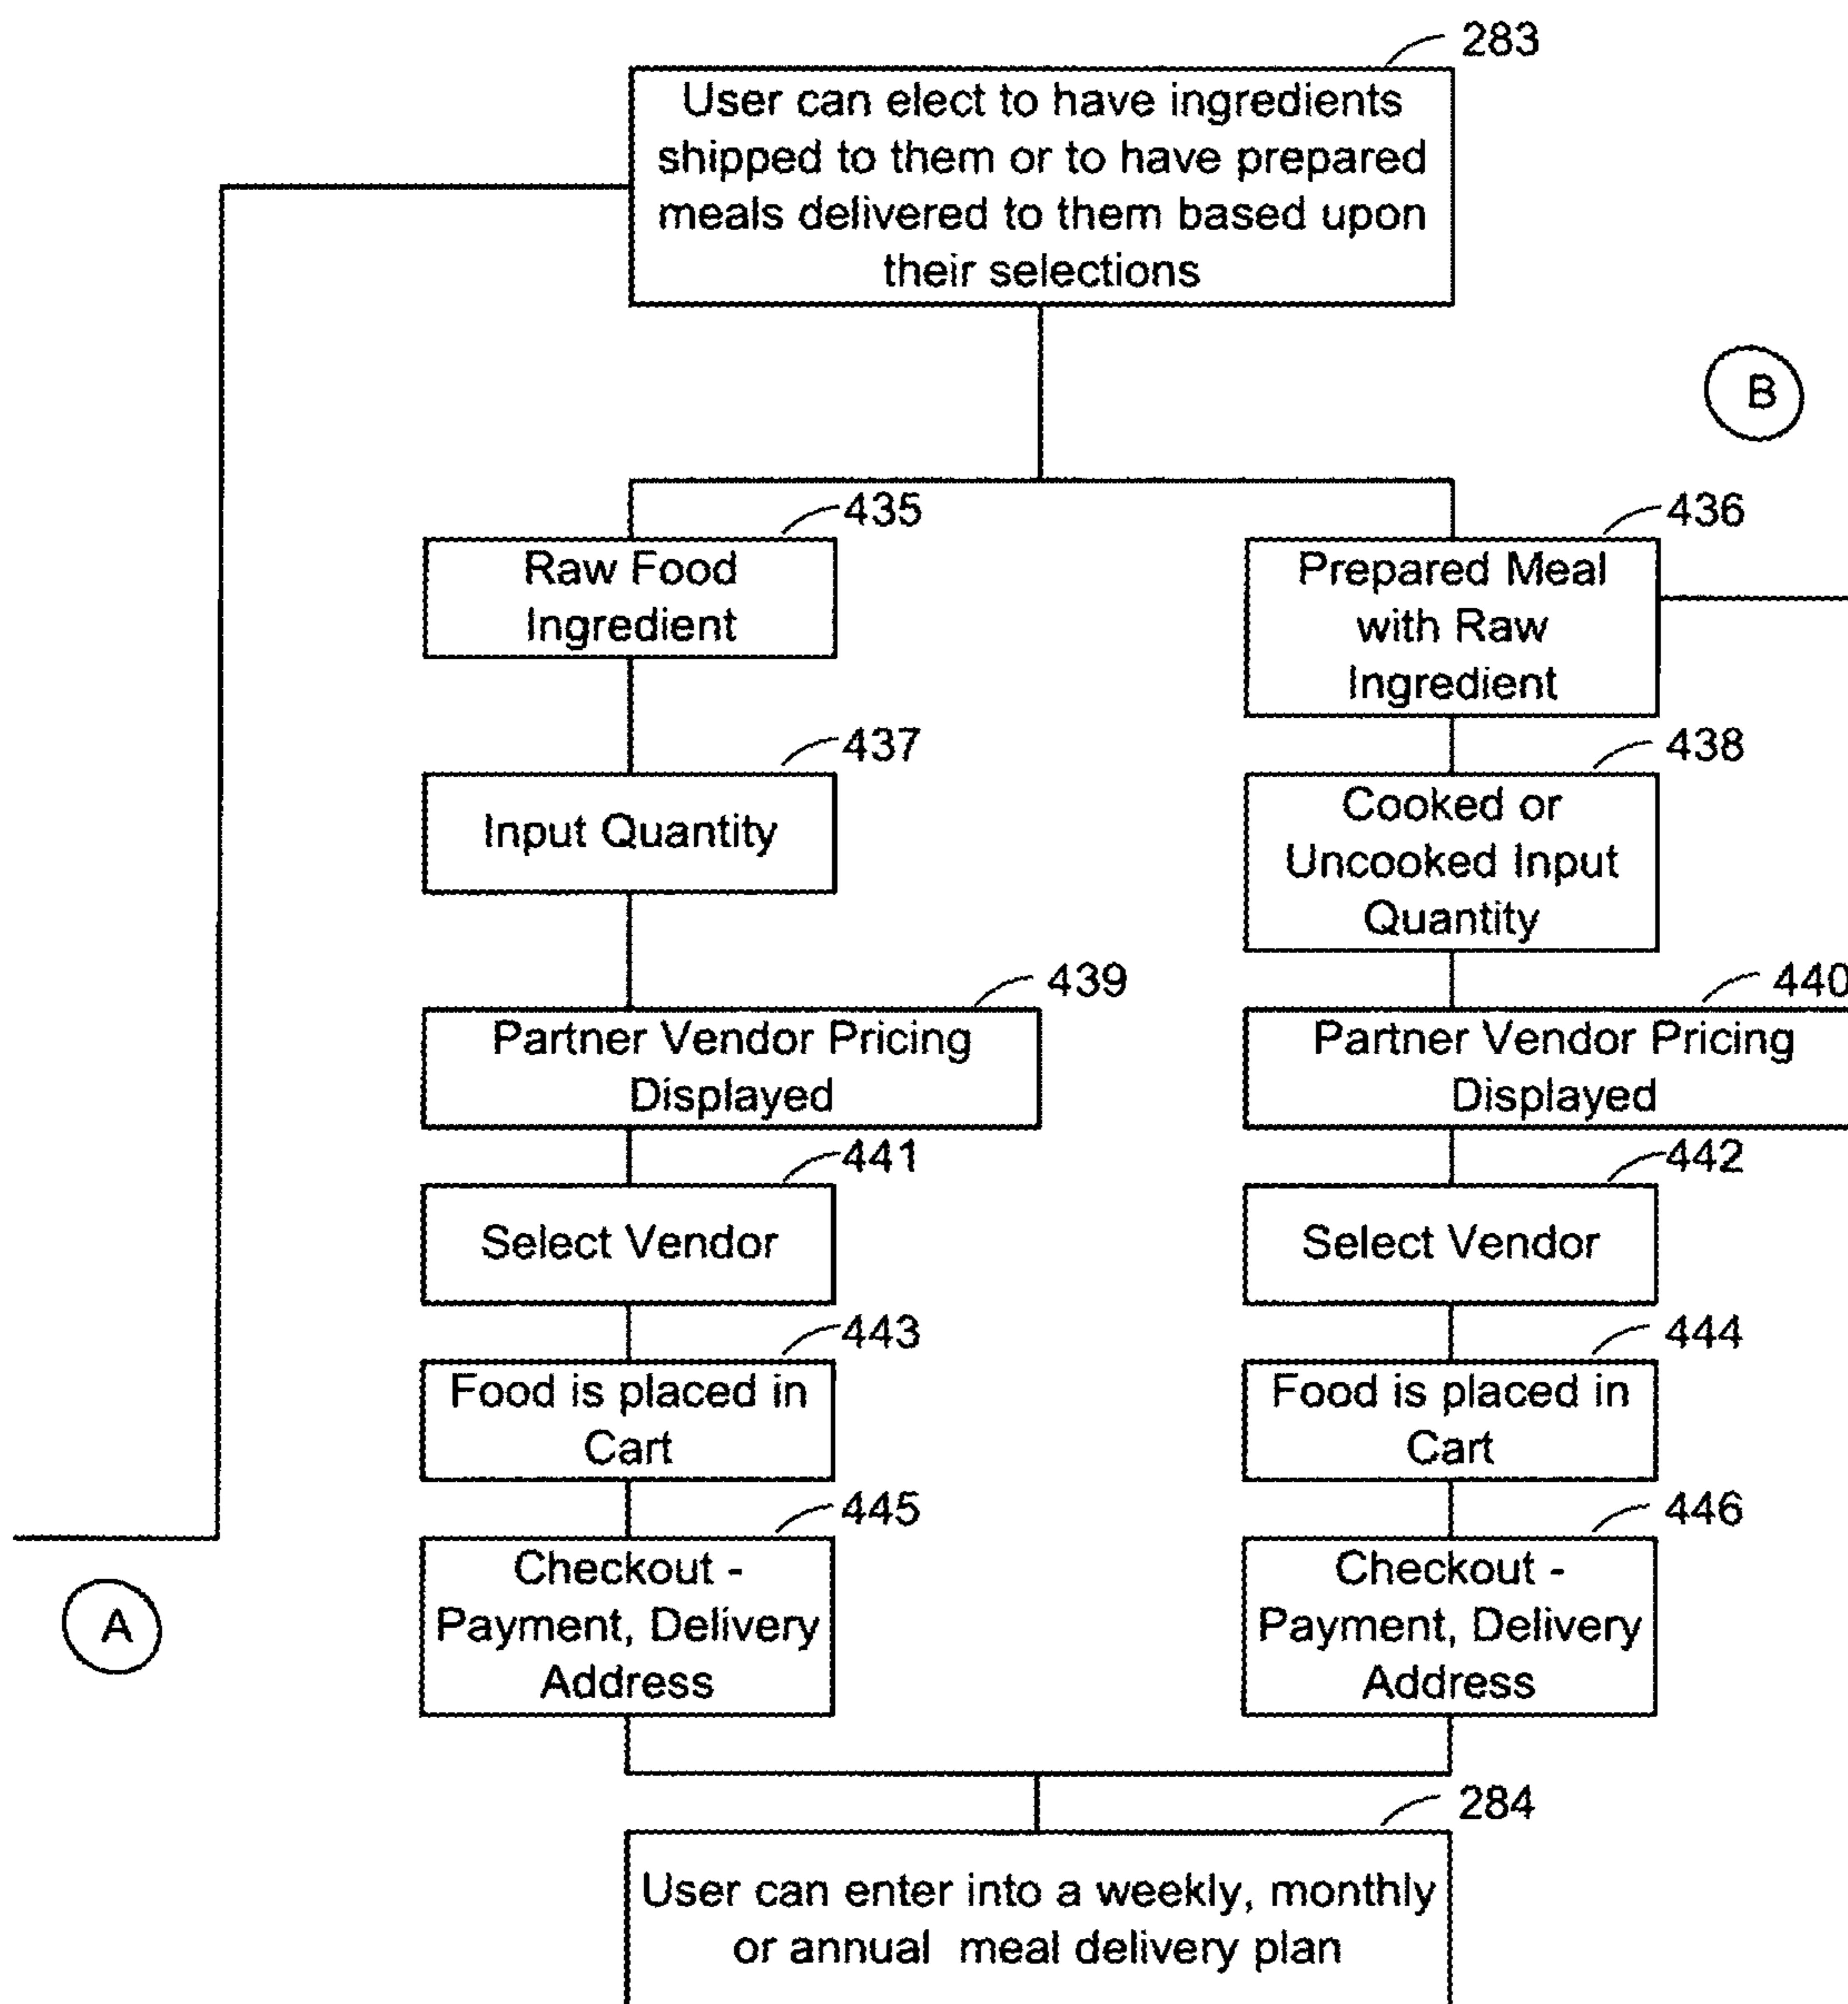 283
User can elect to have ingredients
shipped to them or to have prepared
meals delivered to them based upon
their selections
B
435
Raw Food
Ingredient
436
Prepared Meal
with Raw
Ingredient
437
Input Quantity
438
Cooked or
Uncooked Input
Quantity
439
Partner Vendor Pricing
Displayed
440
Partner Vendor Pricing
Displayed
441
Select Vendor
442
Select Vendor
443
Food is placed in
Cart
444
Food is placed in
Cart
445
Checkout -
Payment, Delivery
Address
446
Checkout -
Payment, Delivery
Address
A
284
User can enter into a weekly, monthly
or annual meal delivery plan